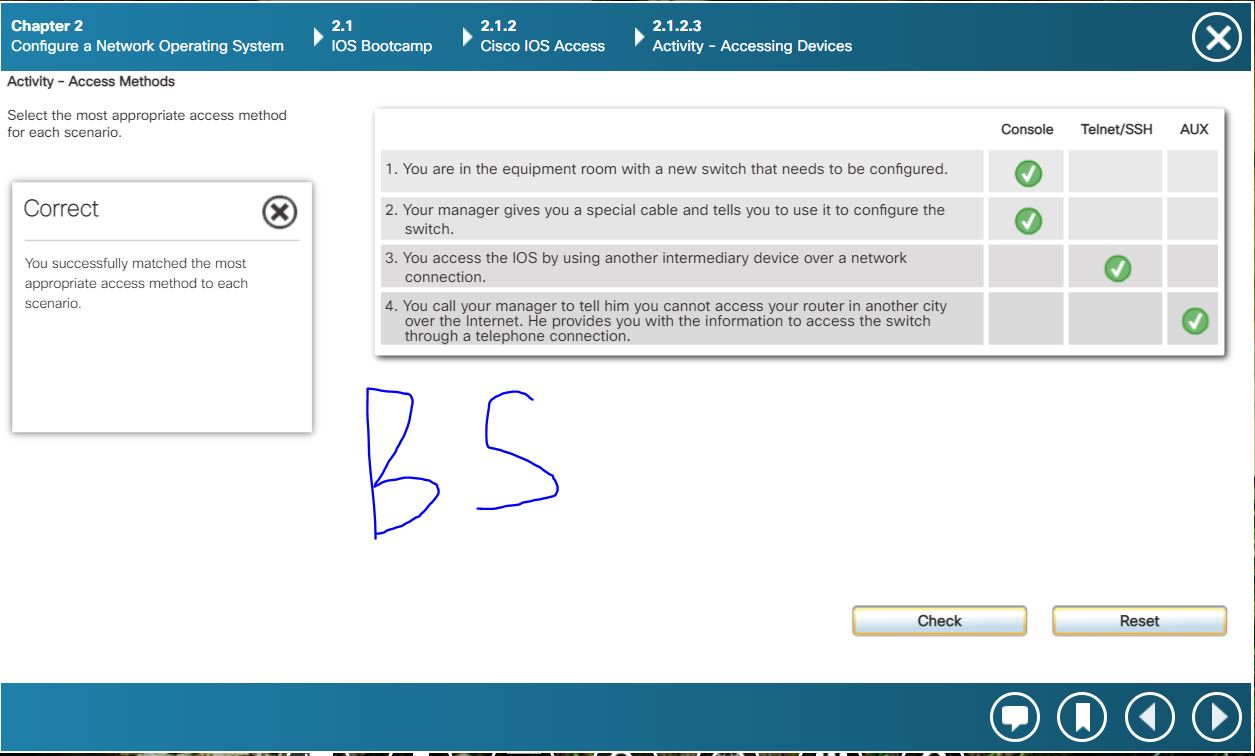 Chapter 2
Configure a Network Operating System
2.1
IOS Bootcamp
2.1.2
Cisco IOS Access
2.1.2.3
Activity – Accessing Devices
Activity – Access Methods
Select the most appropriate access method
for each scenario.
Correct
You successfully matched the most
appropriate access method to each
scenario.
Console Telnet/SSH AUX
1. You are in the equipment room with a new switch that needs to be configured.
2. Your manager gives you a special cable and tells you to use it to configure the
switch.
3. You access the IOS by using another intermediary device over a network
connection.
4. You call your manager to tell him you cannot access your router in another city
over the Internet. He provides you with the information to access the switch
through a telephone connection.
B S
Check Reset